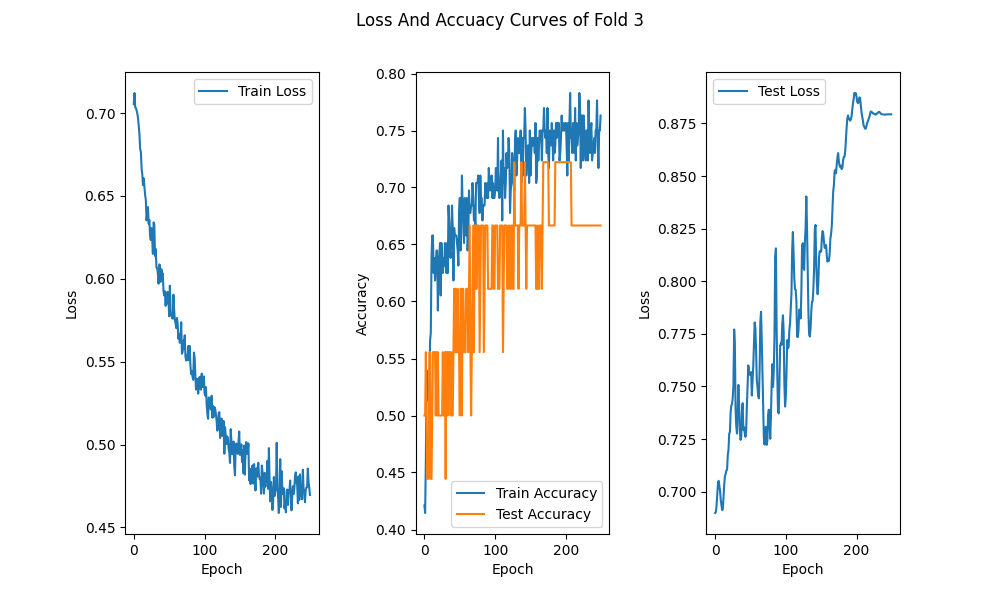 Loss And Accuacy Curves of Fold 3
0.70
0.65
0.60
0.55
0.50
0.45
Loss
0 100 200
Epoch
Train Loss
0.80
0.75
0.70
0.65
0.60
0.55
0.50
0.45
0.40
Accuracy
0 100 200
Epoch
Train Accuracy
Test Accuracy
0.875
0.850
0.825
0.800
0.775
0.750
0.725
0.700
Loss
0 100 200
Epoch
Test Loss